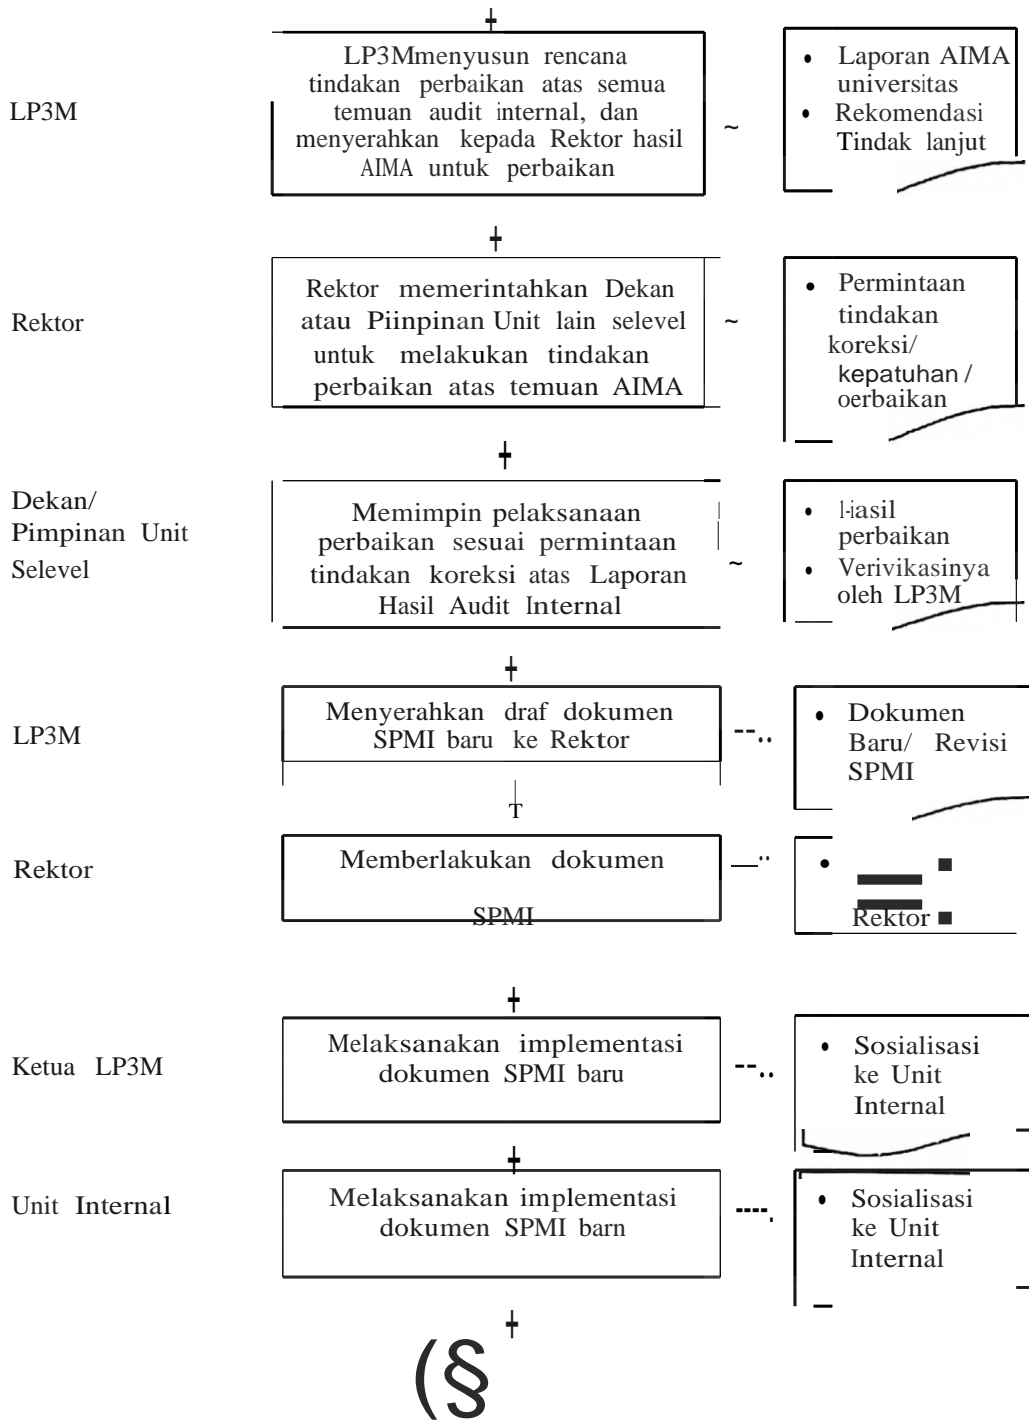 LP3M
LP3Mmenyusun rencana
tindakan perbaikan atas semua
temuan audit internal, dan
menyerahkan kepada Rektor hasil
AIMA untuk perbaikan
~
• Laporan AIMA
universitas
• Rekomendasi
Tindak lanjut
Rektor
Rektor memerintahkan Dekan
atau Piinpinan Unit lain selevel
untuk melakukan tindakan
perbaikan atas temuan AIMA
~
• Permintaan
tindakan
koreksi/
kepatuhan /
oerbaikan
Dekan/
Pimpinan Unit
Selevel
Memimpin pelaksanaan
perbaikan sesuai permintaan
tindakan koreksi atas Laporan
Hasil Audit Internal
~
• l-iasil
perbaikan
• Verivikasinya
oleh LP3M
LP3M
Menyerahkan draf dokumen
SPMI baru ke Rektor
--..
• Dokumen
Baru/ Revisi
SPMI
T
Rektor
Memberlakukan dokumen
SPMI
—..
•
Rektor
Ketua LP3M
Melaksanakan implementasi
dokumen SPMI baru
--..
• Sosialisasi
ke Unit
Internal
Unit Internal
Melaksanakan implementasi
dokumen SPMI barn
----.
• Sosialisasi
ke Unit
Internal
(§